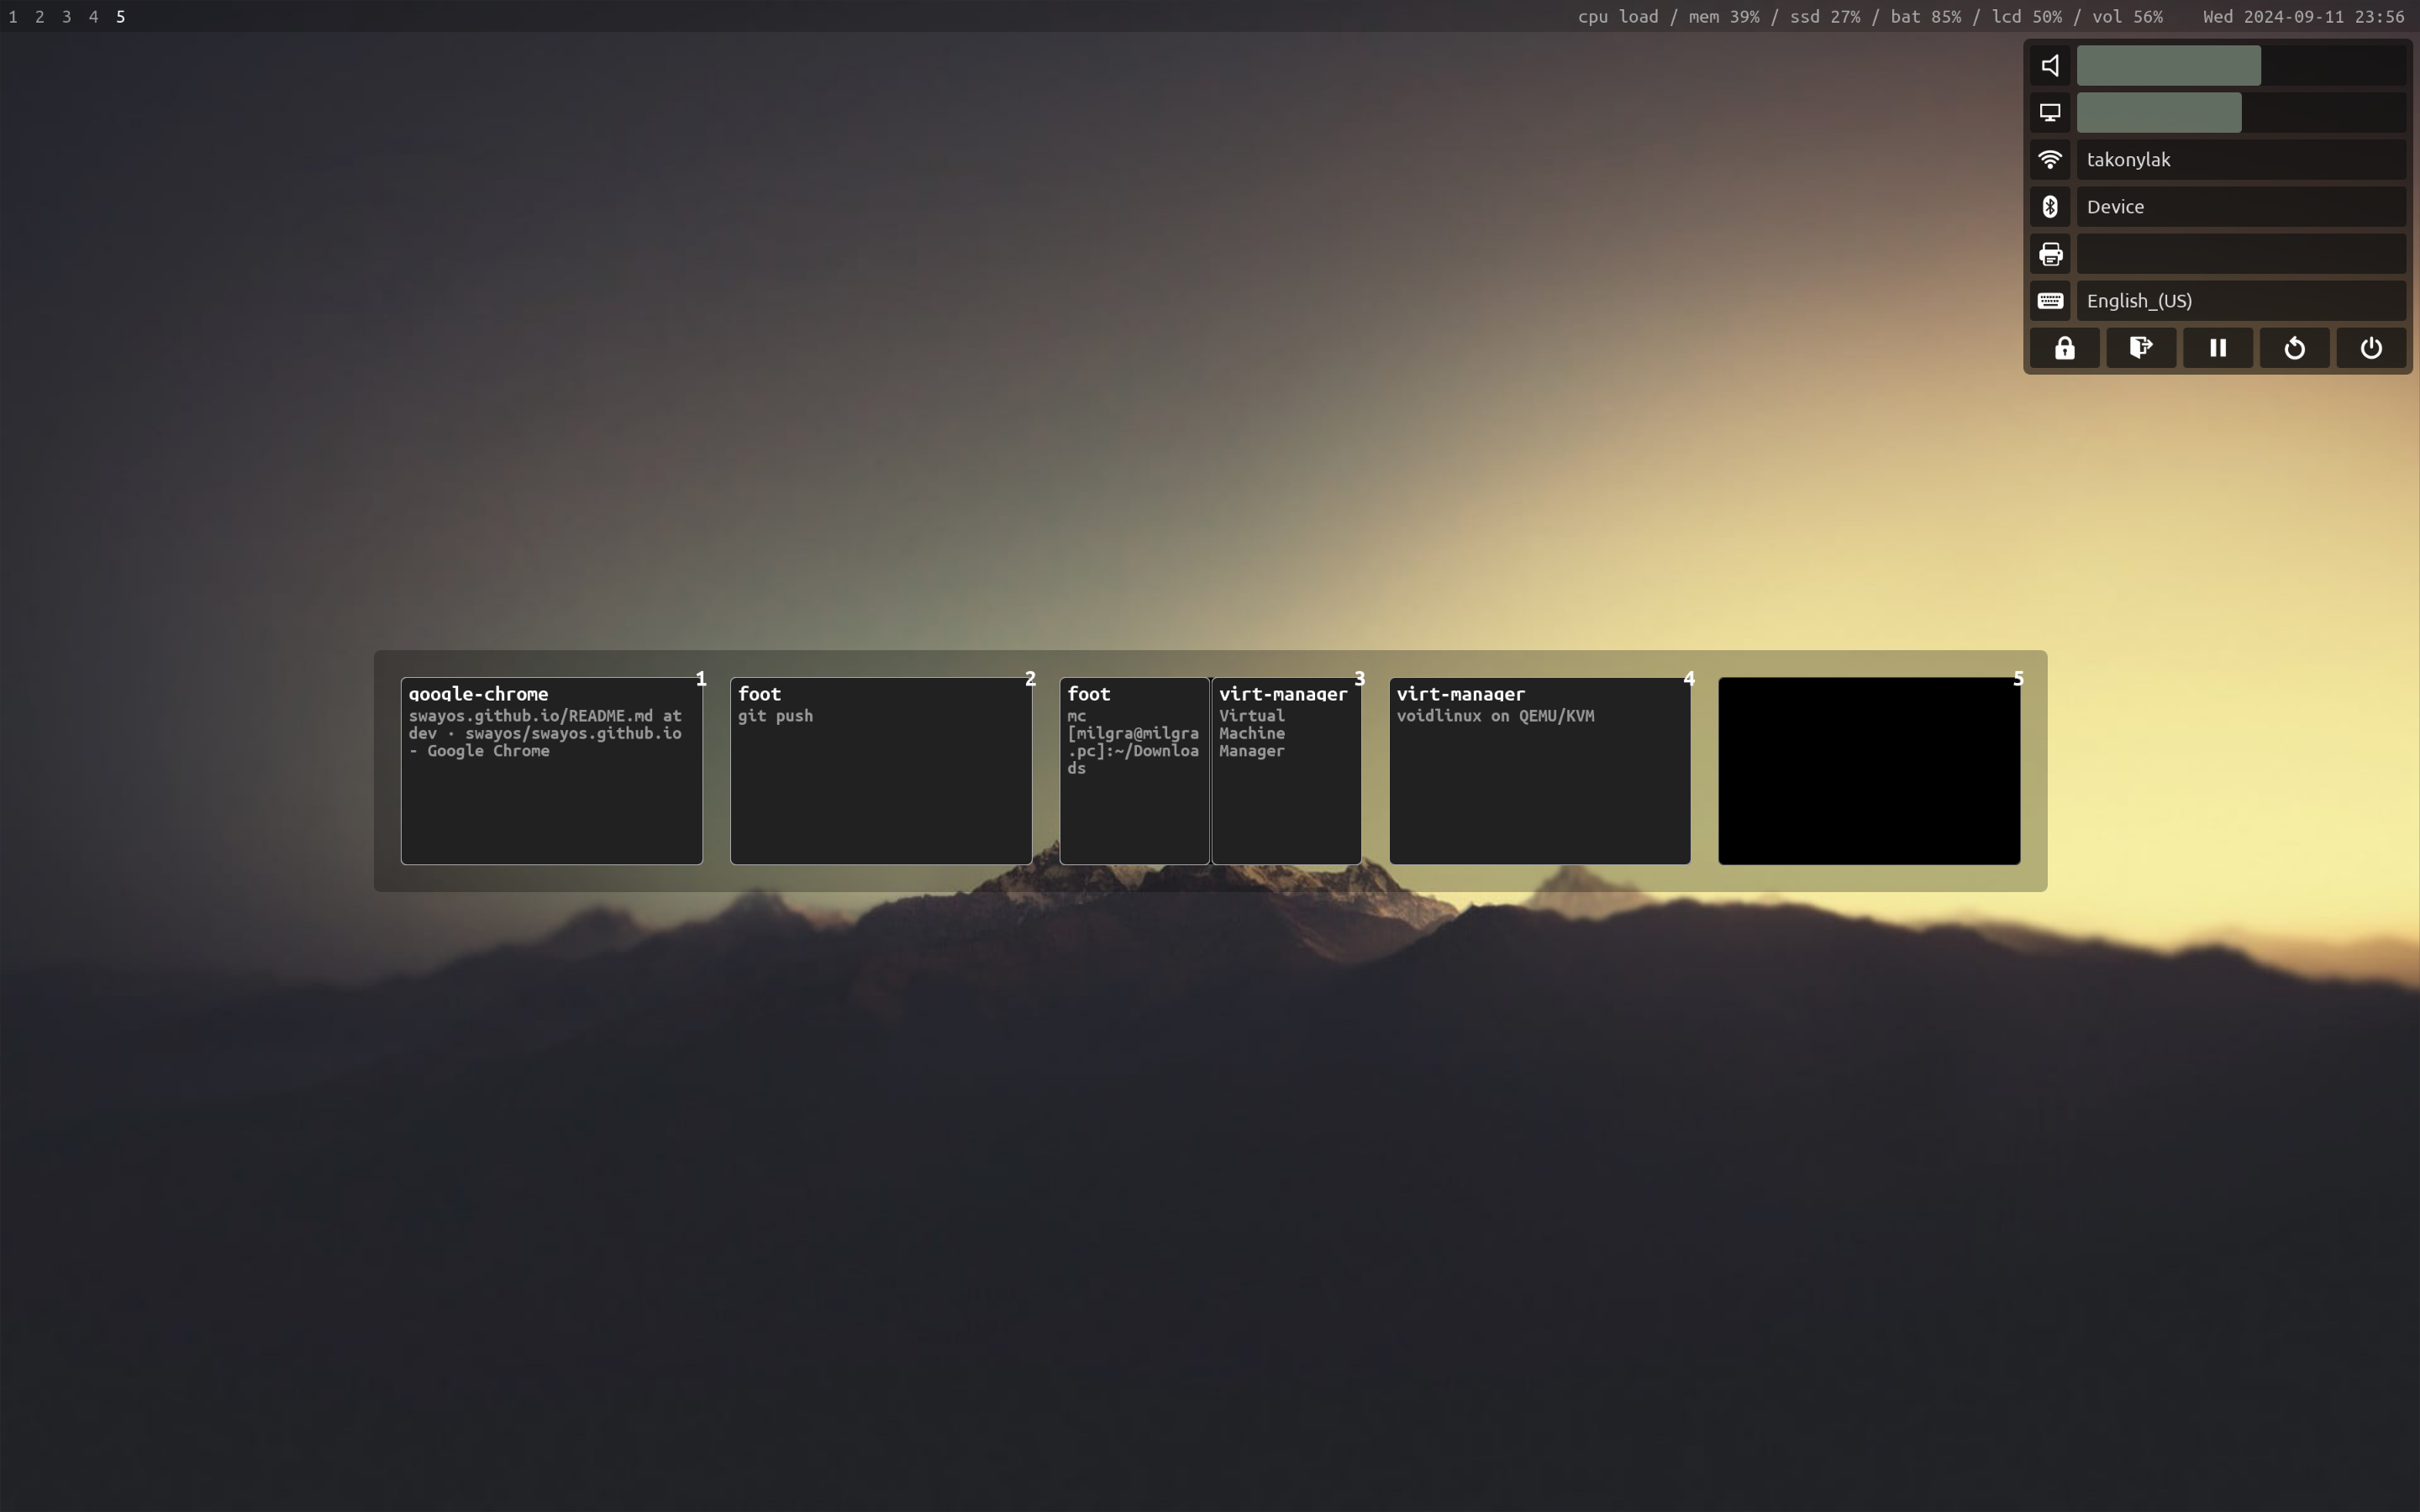 1 2 3 4 5
cpu load / mem 39% / ssd 27% / bat 85% / lcd 50% / vol 56% Wed 2024-09-11 23:56
takonylak
Device
English_(US)
1
google-chrome
swayos.github.io/README.md at
dev · swayos/swayos.github.io
- Google Chrome
2
foot
git push
3
foot
mc
[milgra@milgra
.pc]:~/Downloa
ds
virt-manager
Virtual
Machine
Manager
4
virt-manager
voidlinux on QEMU/KVM
5